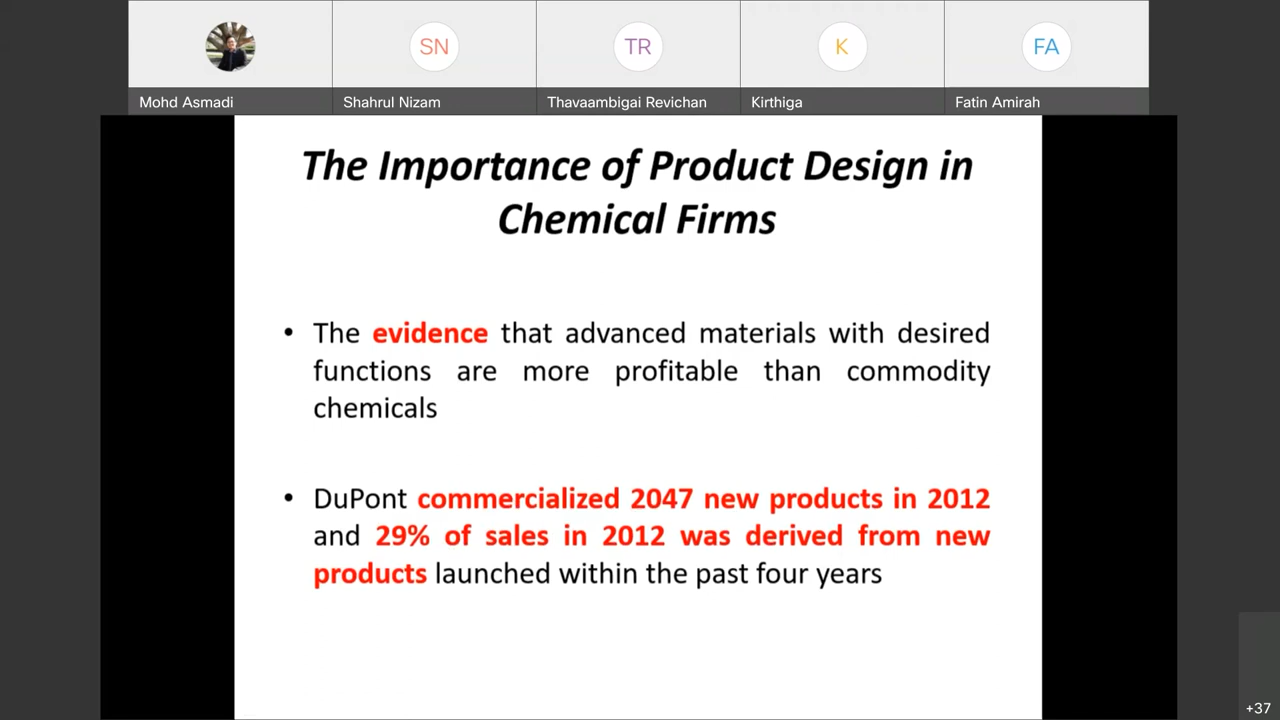 SN
TR
K
FA
Mohd Asmadi
Shahrul Nizam
Thavaambigai Revichan
Kirthiga
Fatin Amirah
The Importance of Product Design in
Chemical Firms
• The evidence that advanced materials with desired
functions are more profitable than commodity
chemicals
• DuPont commercialized 2047 new products in 2012
and 29% of sales in 2012 was derived from new
products launched within the past four years
+37